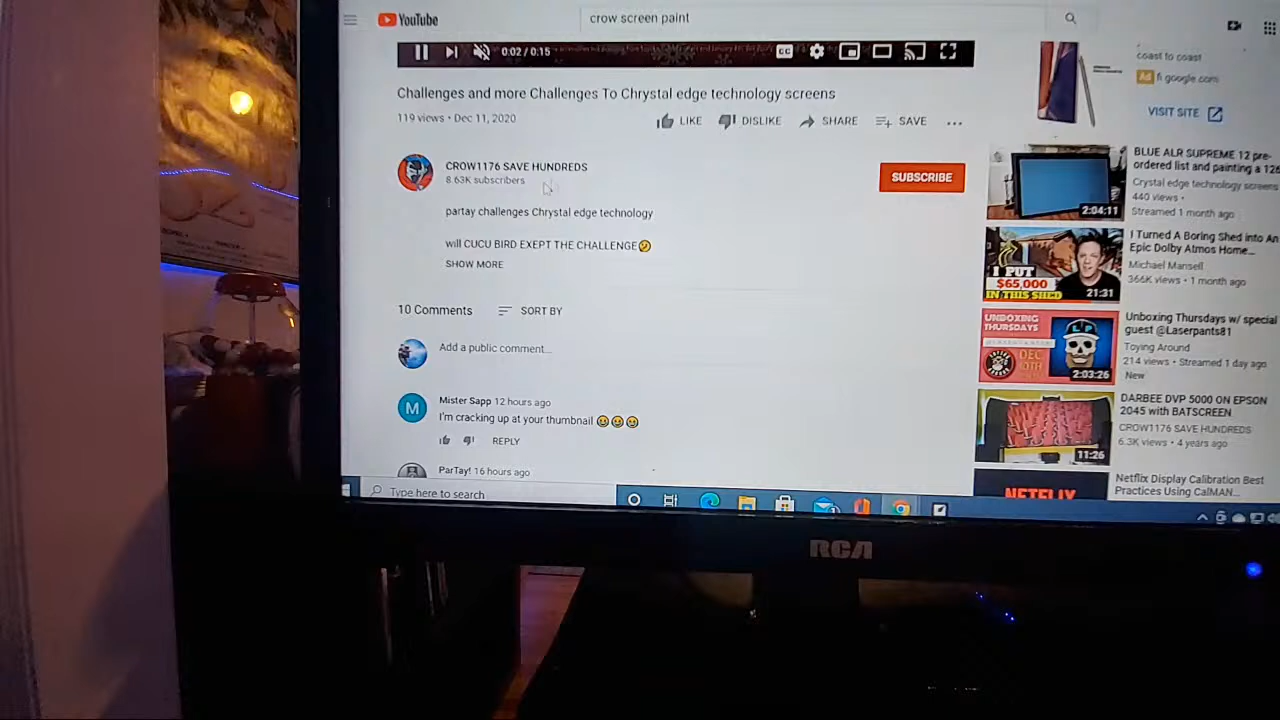 YouTube
crow screen paint
0:02 / 0:15
CC
Challenges and more Challenges To Chrystal edge technology screens
119 views • Dec 11, 2020
LIKE
DISLIKE
SHARE
SAVE
CROW1176 SAVE HUNDREDS
8.63K subscribers
SUBSCRIBE
partay challenges Chrystal edge technology
will CUCU BIRD EXEPT THE CHALLENGE🤣
SHOW MORE
10 Comments
SORT BY
Add a public comment...
M
Mister Sapp 12 hours ago
I'm cracking up at your thumbnail 😆😆😆
REPLY
ParTay! 16 hours ago
coast to coast
Ad fi.google.com
VISIT SITE
BLUE ALR SUPREME 12 pre-
ordered list and painting a 126
Crystal edge technology screens
440 views •
Streamed 1 month ago
2:04:11
I Turned A Boring Shed into An
Epic Dolby Atmos Home...
Michael Mansell
366K views • 1 month ago
I PUT
$65,000
IN THIS SHED
21:31
Unboxing Thursdays w/ special
guest @Laserpants81
Toying Around
214 views • Streamed 1 day ago
New
UNBOXING
THURSDAYS
LP
DEC
10TH
2:03:26
DARBEE DVP 5000 ON EPSON
2045 with BATSCREEN
CROW1176 SAVE HUNDREDS
6.3K views • 4 years ago
11:26
Netflix Display Calibration Best
Practices Using CalMAN...
NETFLIX
Type here to search
RCA